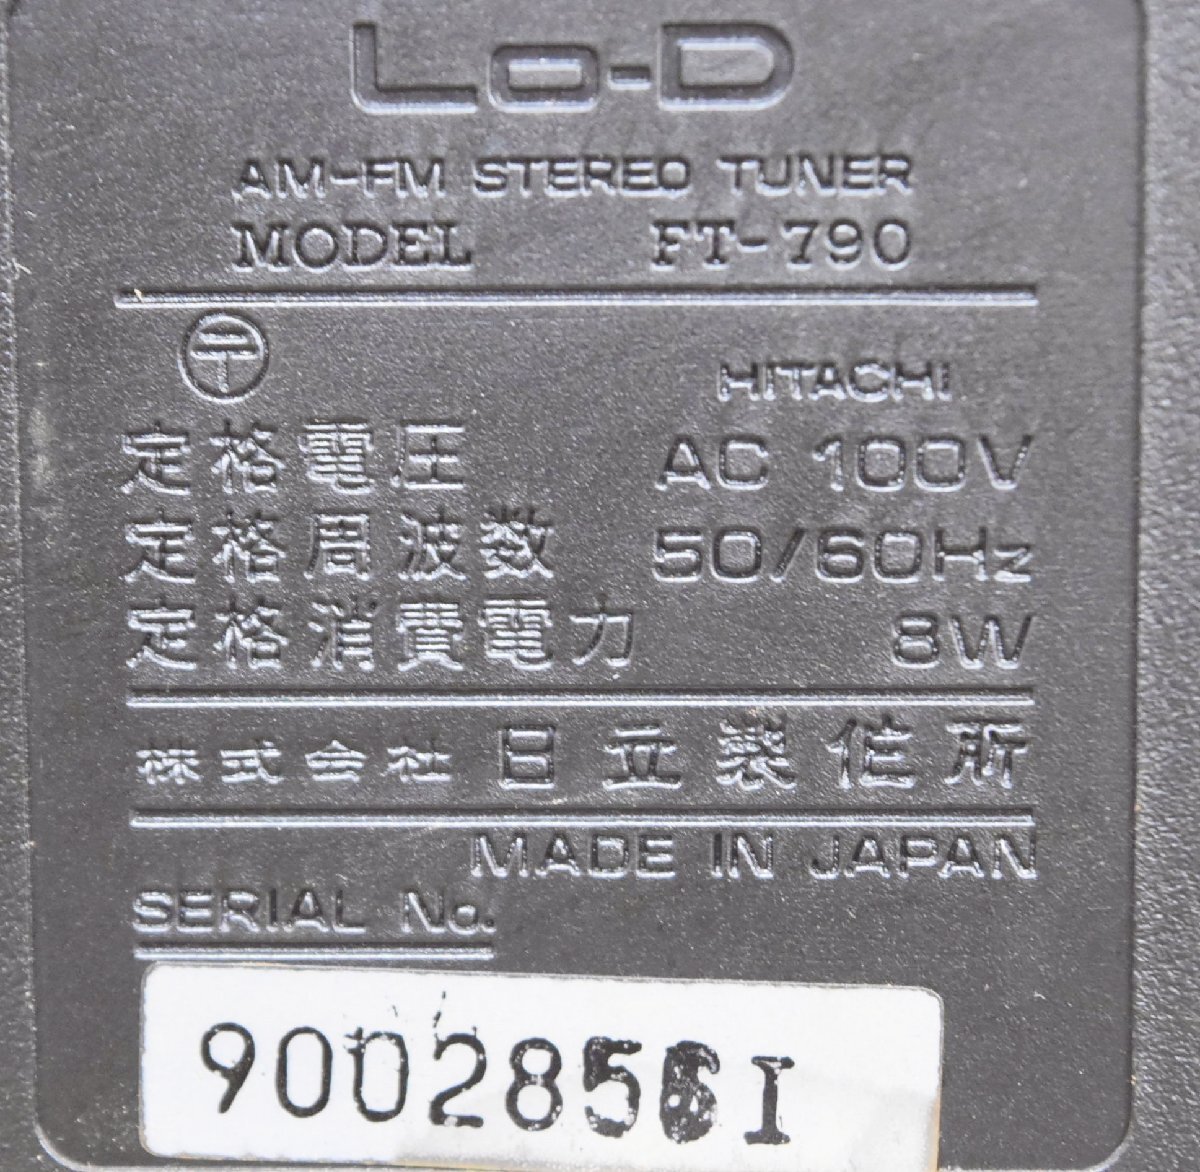 Lo-D
AM-FM STEREO TUNER
MODEL FT-790
〒
HITACHI
定格電圧 AC 100V
定格周波数 50/60Hz
定格消費電力 8W
株式会社 日立製作所
MADE IN JAPAN
SERIAL No.
9002856I